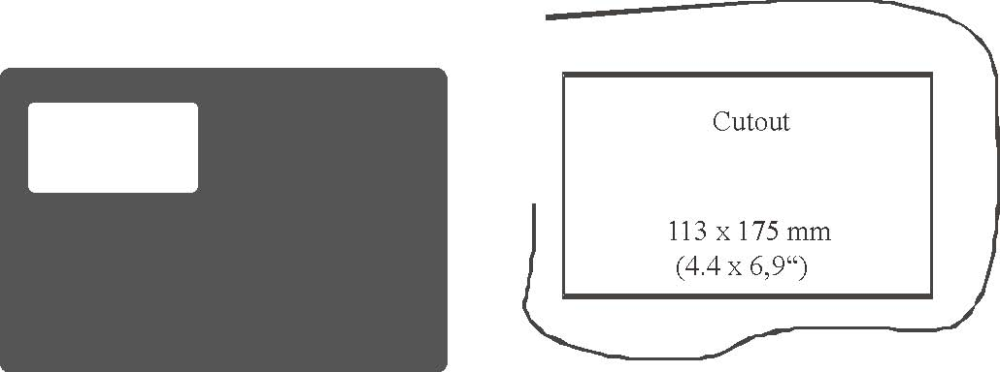 Cutout
113 x 175 mm
(4.4 x 6,9“)